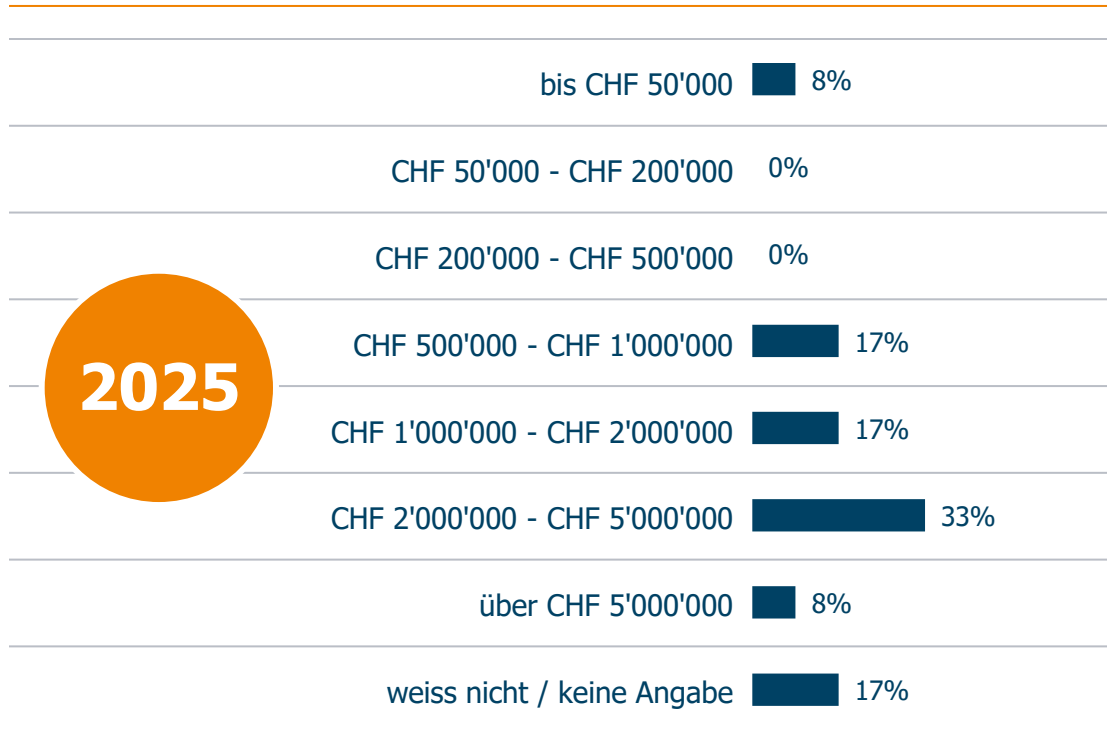 bis CHF 50'000 8%
CHF 50'000 - CHF 200'000 0%
CHF 200'000 - CHF 500'000 0%
CHF 500'000 - CHF 1'000'000 17%
2025
CHF 1'000'000 - CHF 2'000'000 17%
CHF 2'000'000 - CHF 5'000'000 33%
über CHF 5'000'000 8%
weiss nicht / keine Angabe 17%